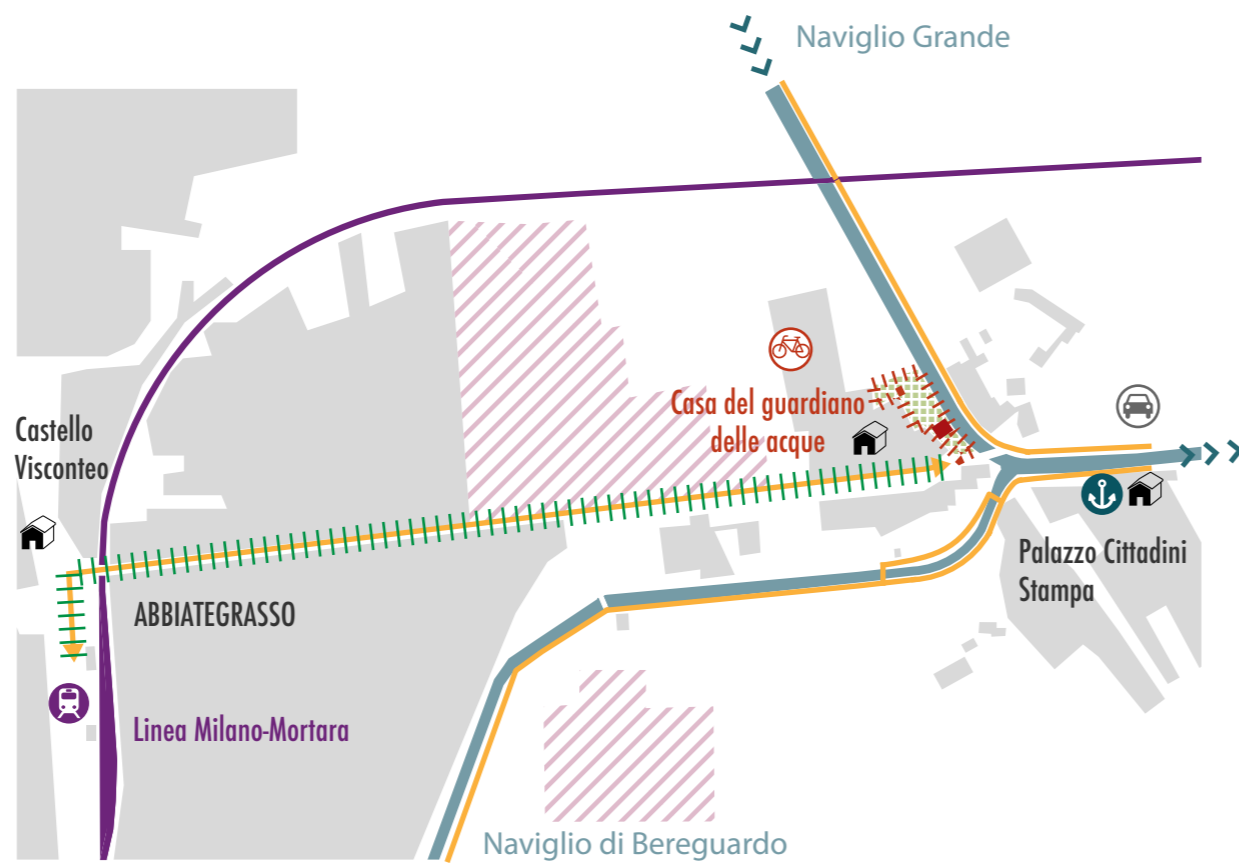 Naviglio Grande
Casa del guardiano
delle acque
Castello
Visconteo
Palazzo Cittadini
Stampa
ABBIATEGRASSO
Linea Milano-Mortara
Naviglio di Bereguardo